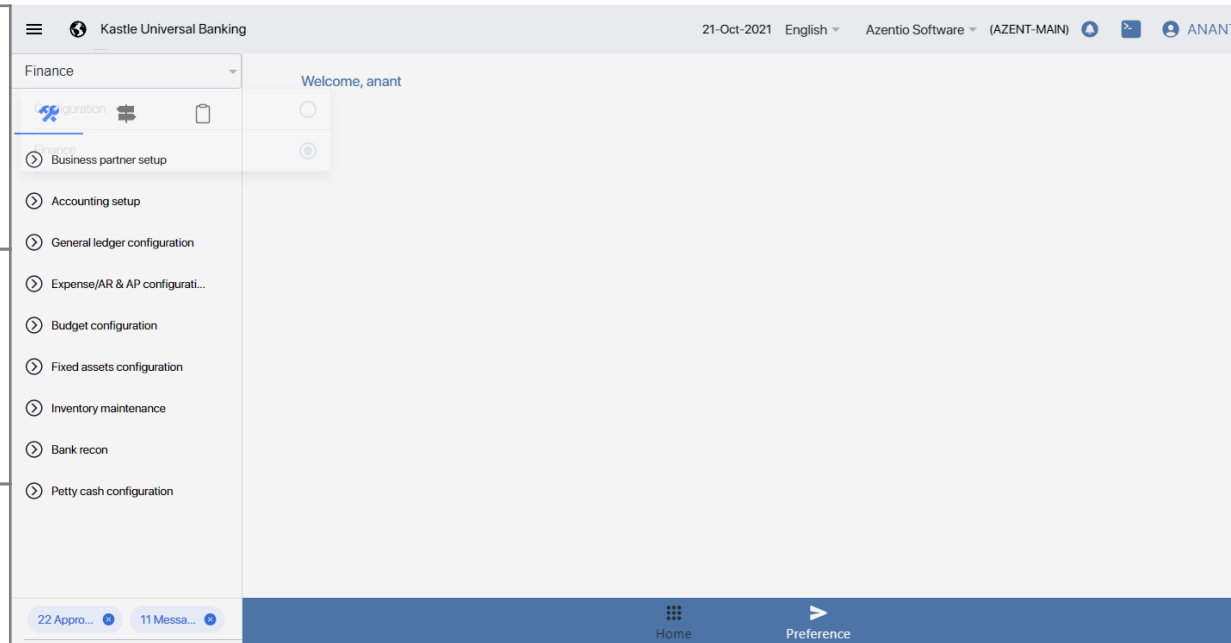 Kastle Universal Banking
21-Oct-2021 English Azentio Software (AZENT-MAIN) ANANT
Finance
Welcome, anant
Configuration
Finance
Business partner setup
Accounting setup
General ledger configuration
Expense/AR & AP configurati...
Budget configuration
Fixed assets configuration
Inventory maintenance
Bank recon
Petty cash configuration
22 Appro... 11 Messa...
Home Preference